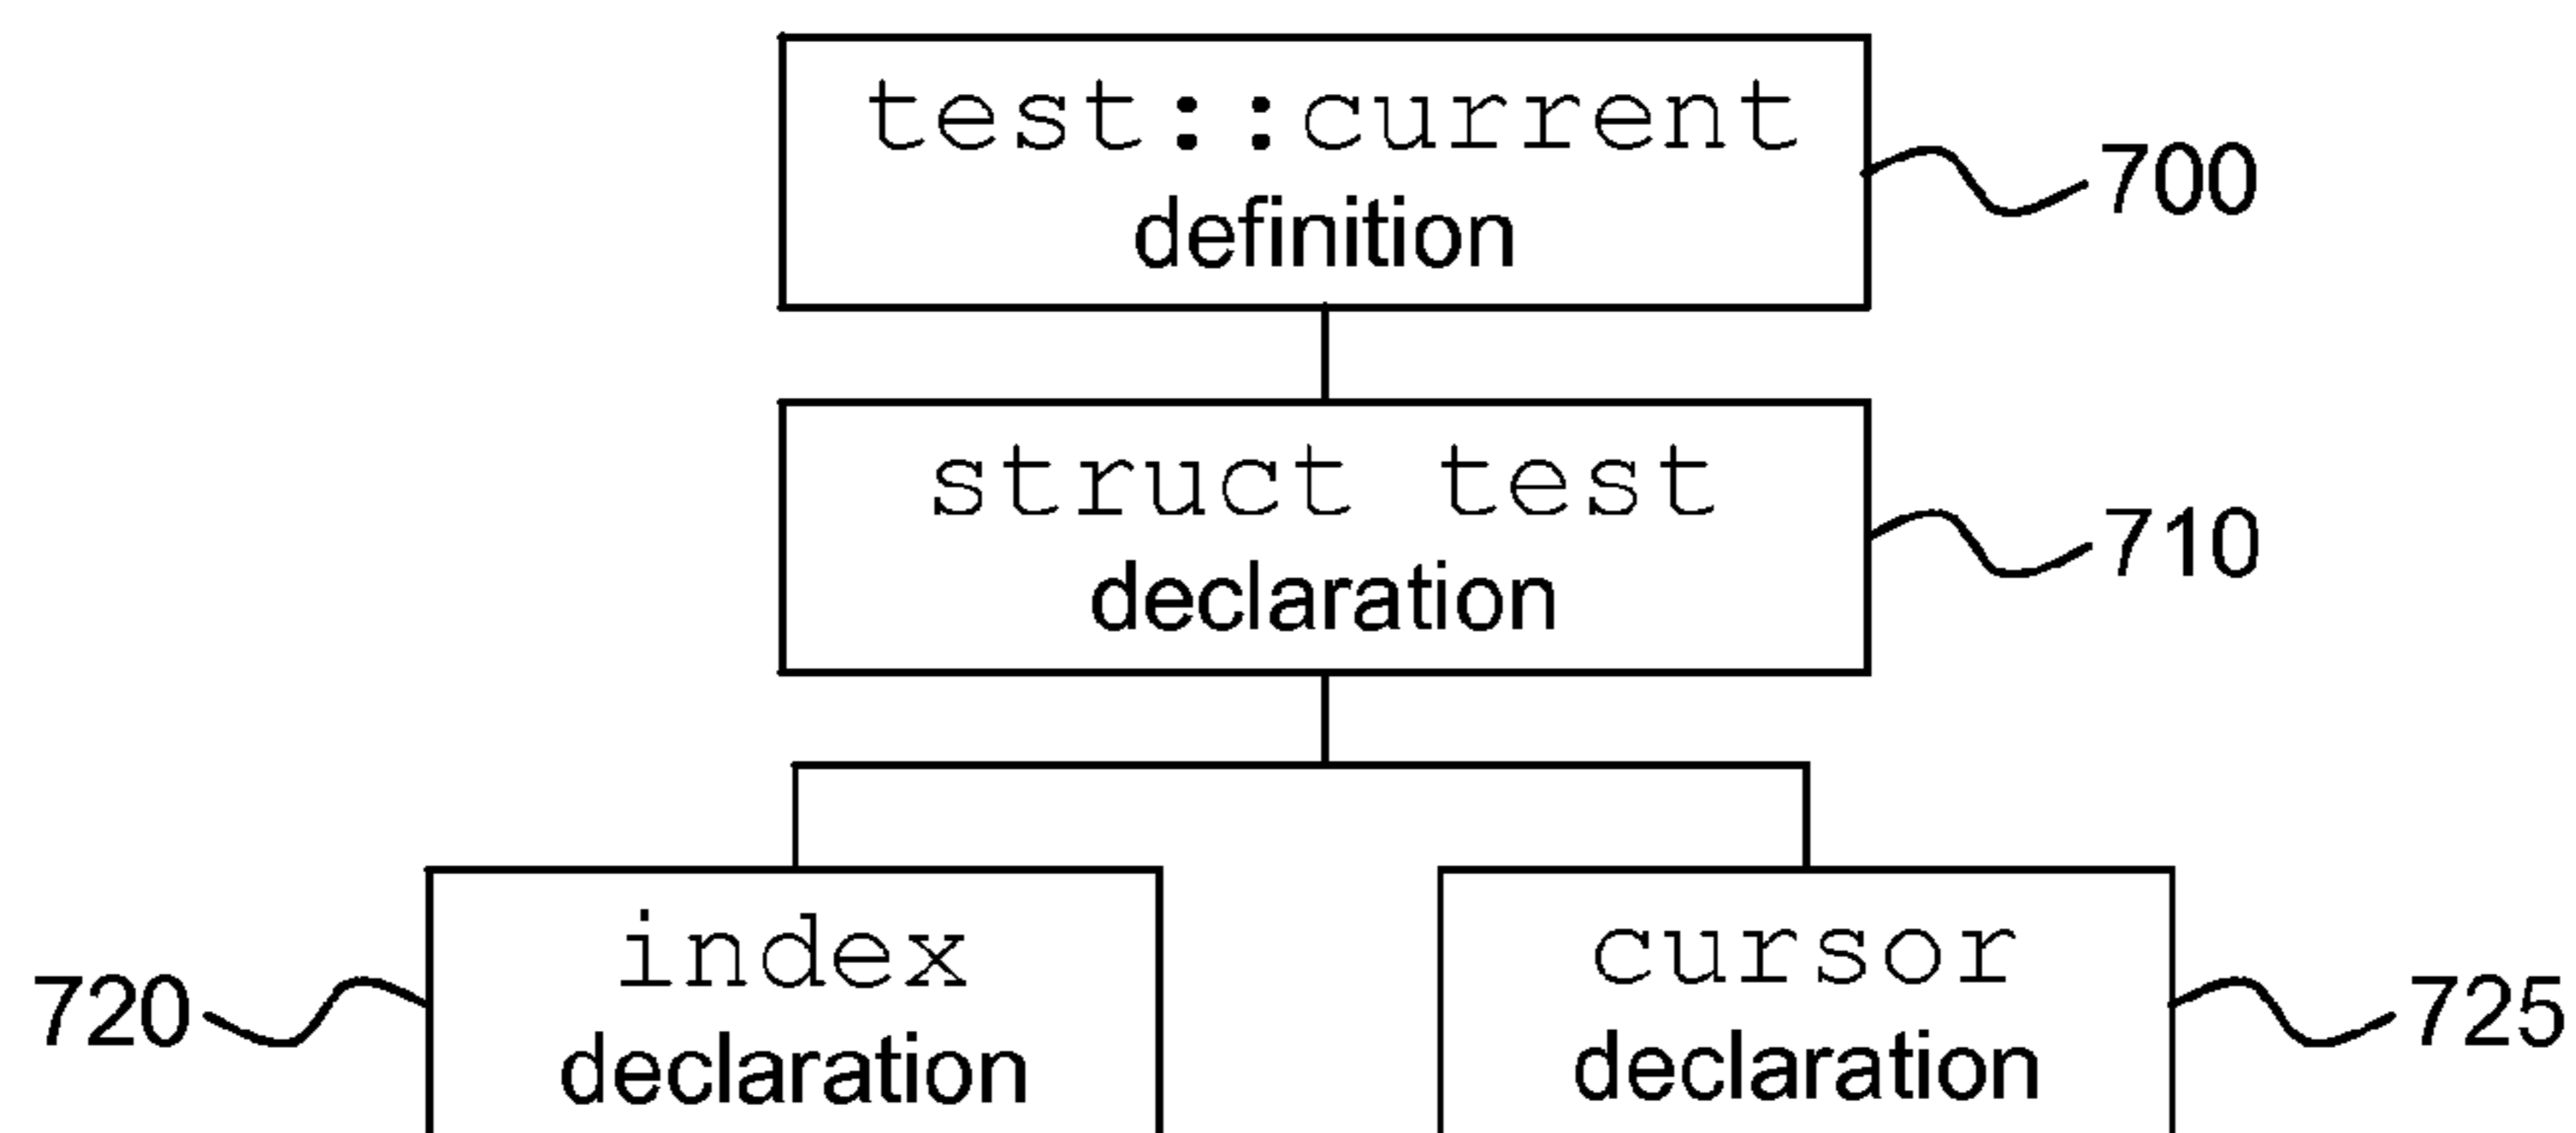 test::current
definition
700
struct test
declaration
710
index
declaration
720
cursor
declaration
725